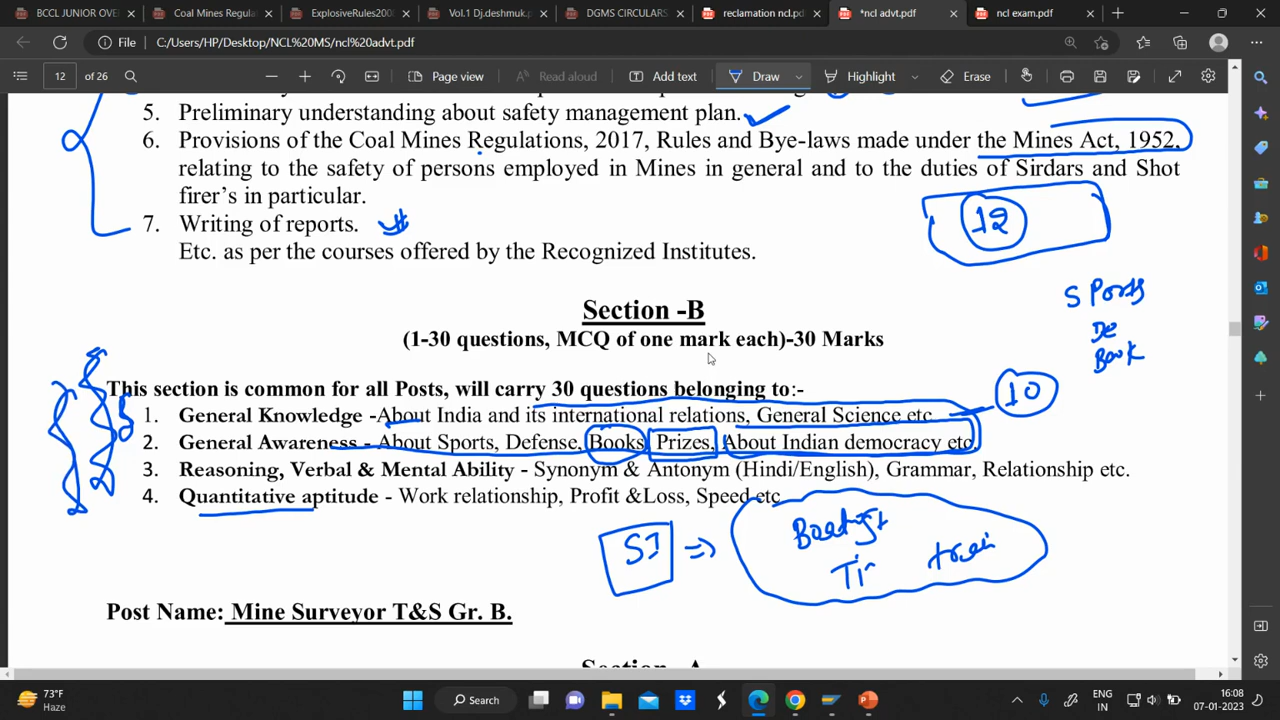 BCCL JUNIOR OVER
Coal Mines Regula
ExplosiveRules200
Vol.1 Dj.deshmuk.p
DGMS CIRCULARS
reclamation ncl.pd
*ncl advt.pdf
ncl exam.pdf
File C:/Users/HP/Desktop/NCL%20MS/ncl%20advt.pdf
12 of 26 Page view Read aloud Add text Draw Highlight Erase
5. Preliminary understanding about safety management plan.
6. Provisions of the Coal Mines Regulations, 2017, Rules and Bye-laws made under the Mines Act, 1952,
relating to the safety of persons employed in Mines in general and to the duties of Sirdars and Shot
firer's in particular.
7. Writing of reports.
12
Etc. as per the courses offered by the Recognized Institutes.
Section -B
SPorts
(1-30 questions, MCQ of one mark each)-30 Marks
De
Book
This section is common for all Posts, will carry 30 questions belonging to:-
10
1. General Knowledge -About India and its international relations, General Science etc
2. General Awareness - About Sports, Defense, Books Prizes, About Indian democracy etc.
3. Reasoning, Verbal & Mental Ability - Synonym & Antonym (Hindi/English), Grammar, Relationship etc.
4. Quantitative aptitude - Work relationship, Profit &Loss, Speed etc
SI ⇒
Post Name: Mine Surveyor T&S Gr. B.
73°F
Haze
Search
ENG
IN
16:08
07-01-2023